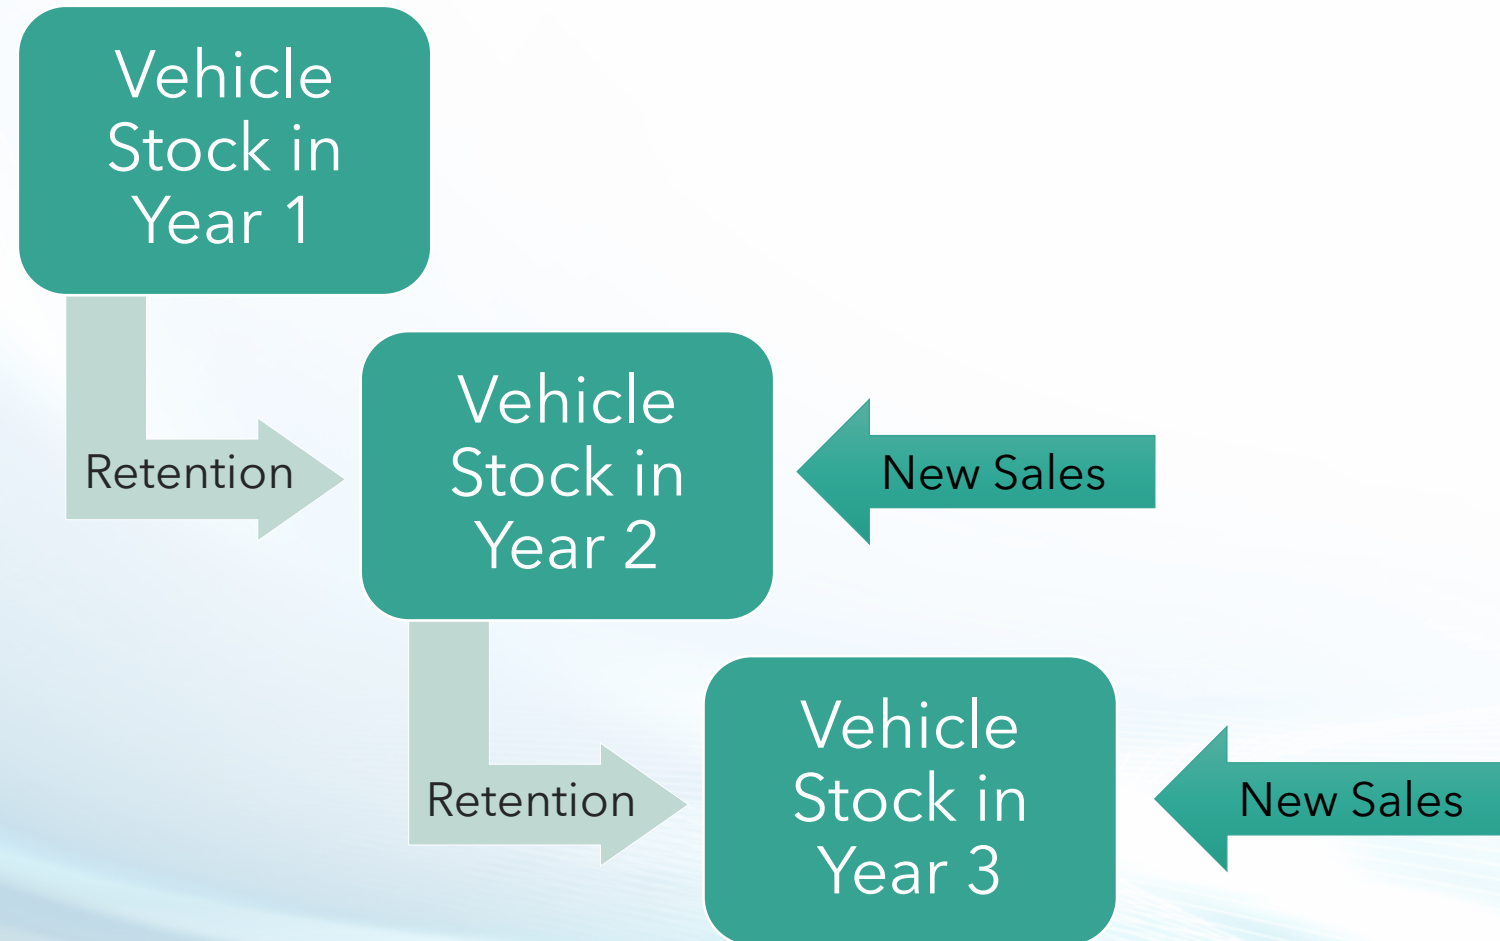 Vehicle
Stock in
Year 1
Retention
Vehicle
Stock in
Year 2
New Sales
Retention
Vehicle
Stock in
Year 3
New Sales